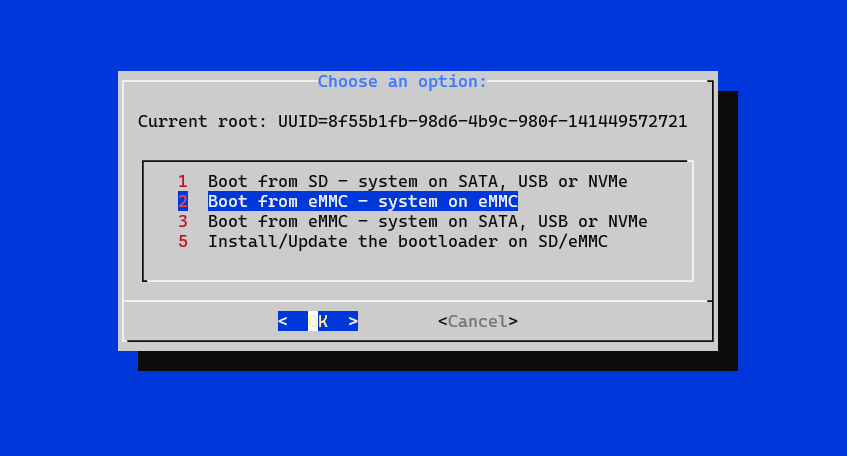 Choose an option:
Current root: UUID=8f55b1fb-98d6-4b9c-980f-141449572721
1 Boot from SD - system on SATA, USB or NVMe
2 Boot from eMMC - system on eMMC
3 Boot from eMMC - system on SATA, USB or NVMe
5 Install/Update the bootloader on SD/eMMC
< OK > <Cancel>